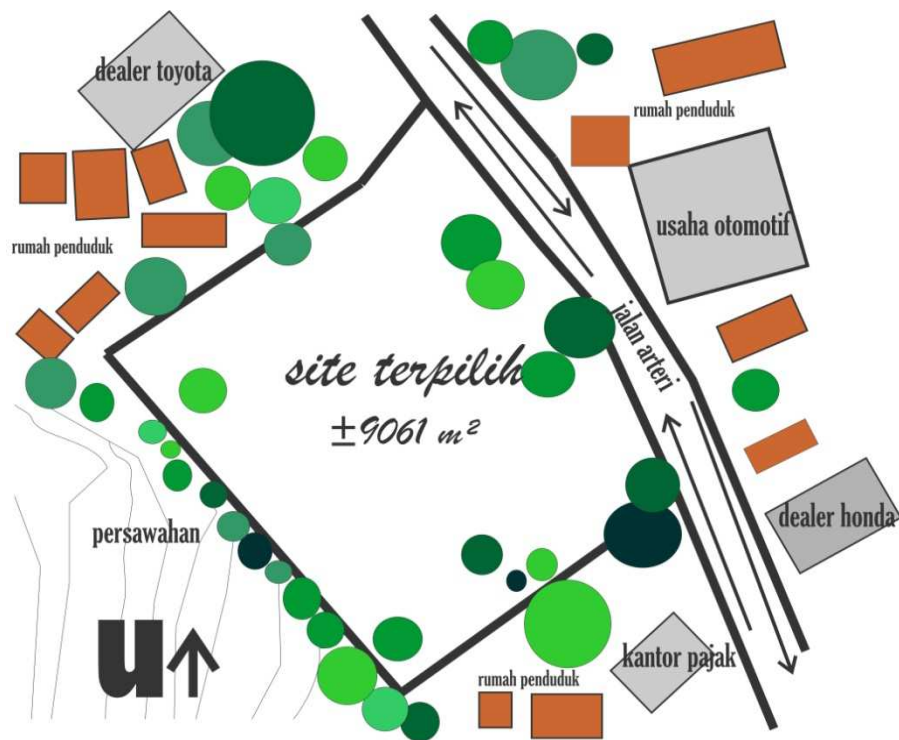 dealer toyota
rumah penduduk
usaha otomotif
rumah penduduk
jalan arteri
site terpilih
±9061 m²
persawahan
dealer honda
u
kantor pajak
rumah penduduk